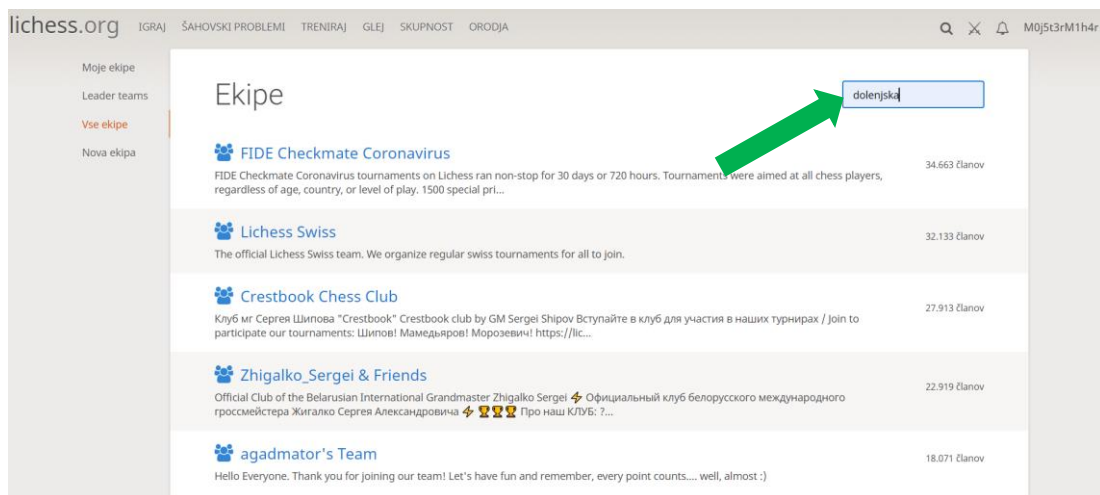 lichess.org IGRAJ ŠAHOVSKI PROBLEMI TRENIRAJ GLEJ SKUPNOST ORODJA M0j5t3rM1h4r
Moje ekipe
Leader teams
Vse ekipe
Nova ekipa
Ekipe
dolenjska
FIDE Checkmate Coronavirus
FIDE Checkmate Coronavirus tournaments on Lichess ran non-stop for 30 days or 720 hours. Tournaments were aimed at all chess players,
regardless of age, country, or level of play. 1500 special pri...
34.663 članov
Lichess Swiss
The official Lichess Swiss team. We organize regular swiss tournaments for all to join.
32.133 članov
Crestbook Chess Club
Клуб мг Сергея Шипова "Crestbook" Crestbook club by GM Sergei Shipov Вступайте в клуб для участия в наших турнирах / Join to
participate our tournaments: Шипов! Мамедьяров! Морозевич! https://lic...
27.913 članov
Zhigalko_Sergei & Friends
Official Club of the Belarusian International Grandmaster Zhigalko Sergei ⚡ Официальный клуб белорусского международного
гроссмейстера Жигалко Сергея Александровича ⚡ 🏆🏆🏆 Про наш КЛУБ: ?...
22.919 članov
agadmator's Team
Hello Everyone. Thank you for joining our team! Let's have fun and remember, every point counts.... well, almost :)
18.071 članov